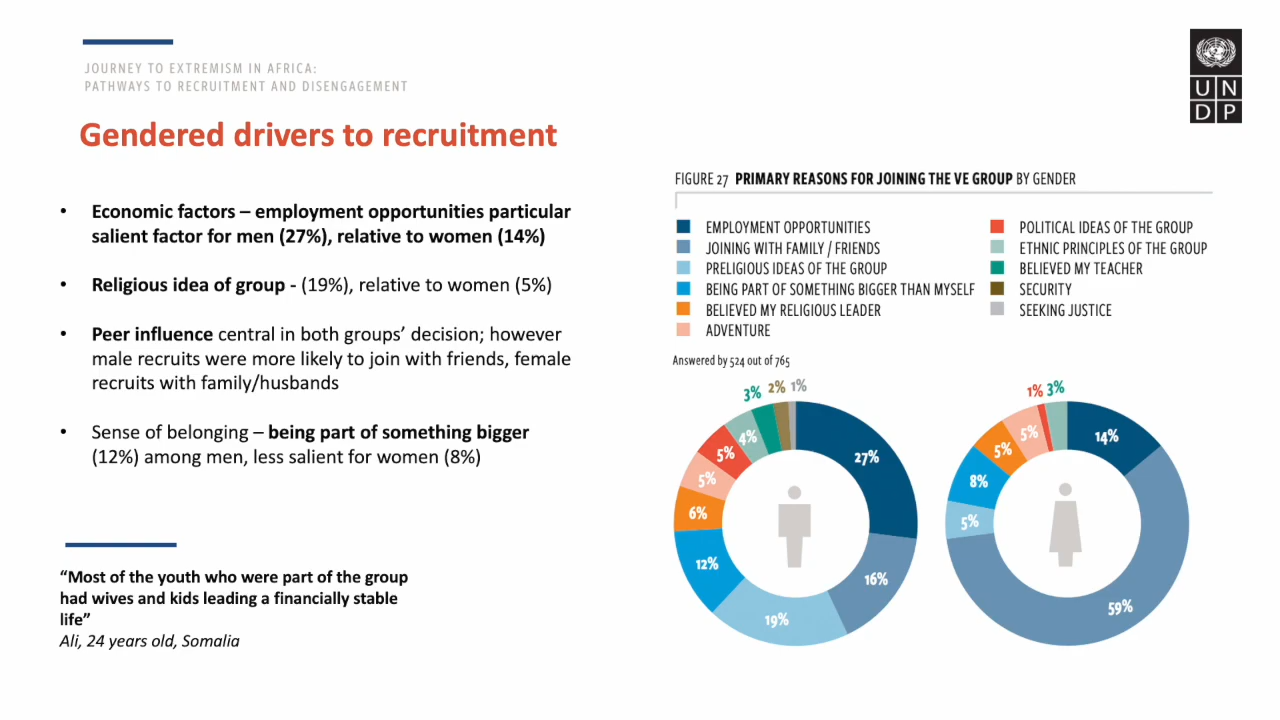 JOURNEY TO EXTREMISM IN AFRICA:
PATHWAYS TO RECRUITMENT AND DISENGAGEMENT
U N
D P
Gendered drivers to recruitment
• Economic factors – employment opportunities particular
salient factor for men (27%), relative to women (14%)
• Religious idea of group - (19%), relative to women (5%)
• Peer influence central in both groups’ decision; however
male recruits were more likely to join with friends, female
recruits with family/husbands
• Sense of belonging – being part of something bigger
(12%) among men, less salient for women (8%)
“Most of the youth who were part of the group
had wives and kids leading a financially stable
life”
Ali, 24 years old, Somalia
FIGURE 27 PRIMARY REASONS FOR JOINING THE VE GROUP BY GENDER
EMPLOYMENT OPPORTUNITIES
JOINING WITH FAMILY / FRIENDS
PRELIGIOUS IDEAS OF THE GROUP
BEING PART OF SOMETHING BIGGER THAN MYSELF
BELIEVED MY RELIGIOUS LEADER
ADVENTURE
POLITICAL IDEAS OF THE GROUP
ETHNIC PRINCIPLES OF THE GROUP
BELIEVED MY TEACHER
SECURITY
SEEKING JUSTICE
Answered by 524 out of 765
27%
16%
19%
12%
6%
5%
5%
4%
3%
2%
1%
14%
59%
5%
8%
5%
5%
1%
3%